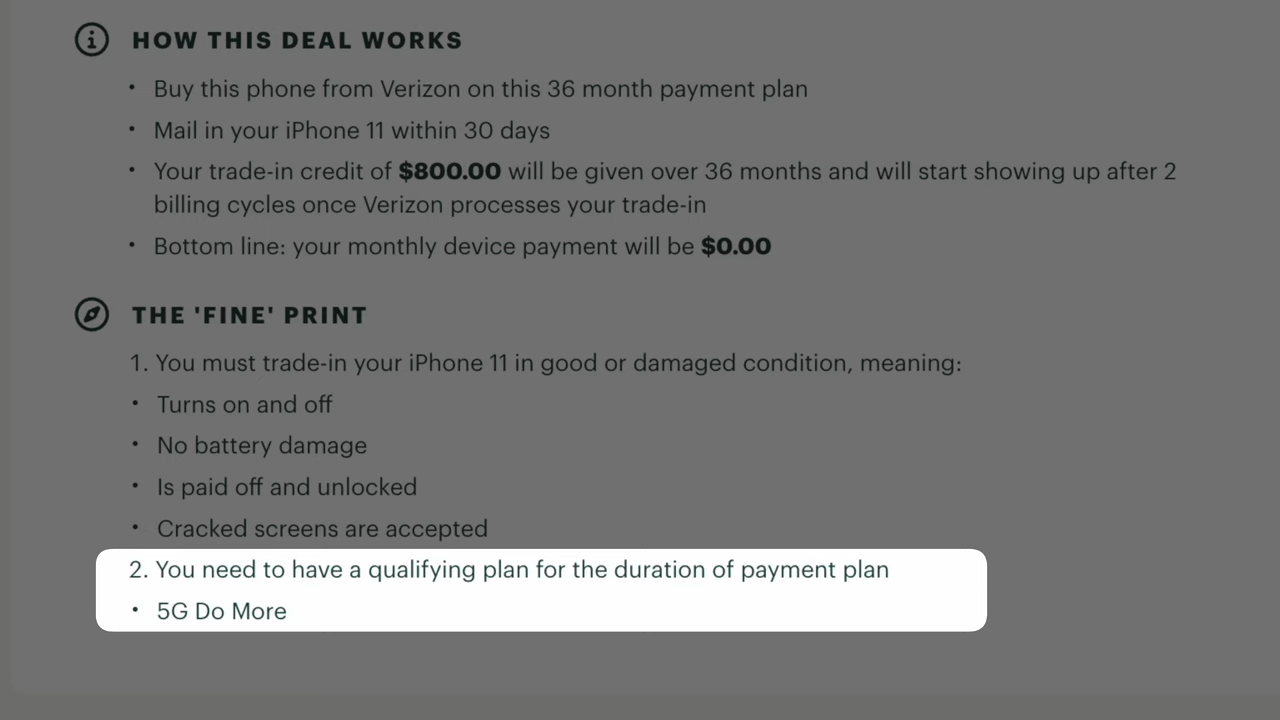 HOW THIS DEAL WORKS
• Buy this phone from Verizon on this 36 month payment plan
• Mail in your iPhone 11 within 30 days
• Your trade-in credit of $800.00 will be given over 36 months and will start showing up after 2
billing cycles once Verizon processes your trade-in
• Bottom line: your monthly device payment will be $0.00
THE 'FINE' PRINT
1. You must trade-in your iPhone 11 in good or damaged condition, meaning:
• Turns on and off
• No battery damage
• Is paid off and unlocked
• Cracked screens are accepted
2. You need to have a qualifying plan for the duration of payment plan
• 5G Do More